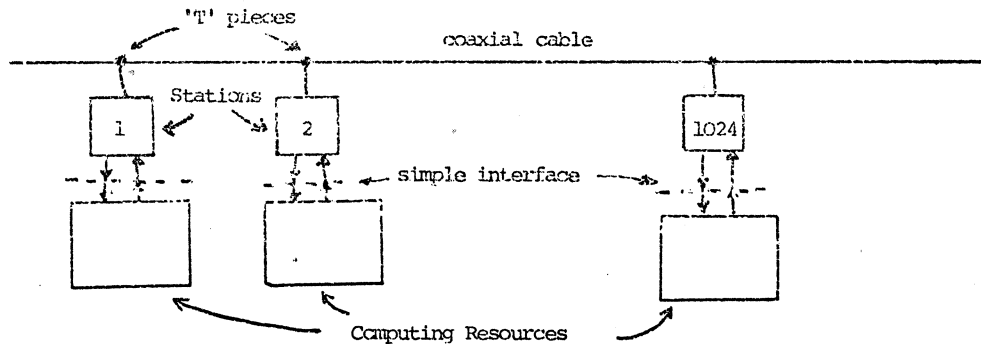 'T' pieces
coaxial cable
Stations
1
2
1024
simple interface
Computing Resources